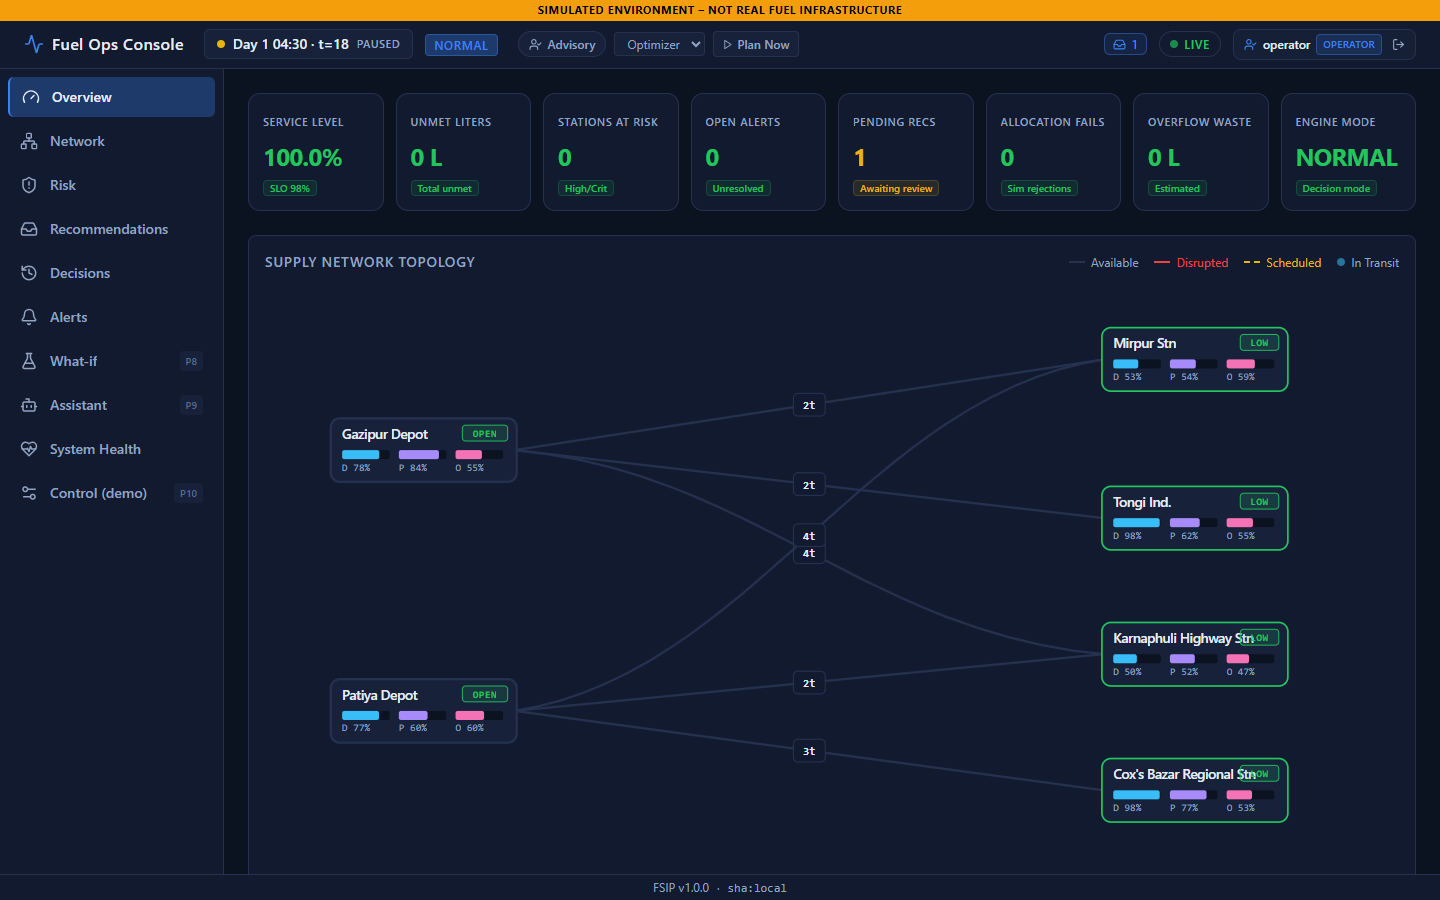 SIMULATED ENVIRONMENT – NOT REAL FUEL INFRASTRUCTURE
Fuel Ops Console
Day 1 04:30 · t=18 PAUSED
NORMAL
Advisory
Optimizer
Plan Now
1
LIVE
operator OPERATOR
Overview
Network
Risk
Recommendations
Decisions
Alerts
What-if P8
Assistant P9
System Health
Control (demo) P10
SERVICE LEVEL
100.0%
SLO 98%
UNMET LITERS
0 L
Total unmet
STATIONS AT RISK
0
High/Crit
OPEN ALERTS
0
Unresolved
PENDING RECS
1
Awaiting review
ALLOCATION FAILS
0
Sim rejections
OVERFLOW WASTE
0 L
Estimated
ENGINE MODE
NORMAL
Decision mode
SUPPLY NETWORK TOPOLOGY
Available
Disrupted
Scheduled
In Transit
Gazipur Depot OPEN
D 78% P 84% O 55%
Patiya Depot OPEN
D 77% P 60% O 60%
2t
2t
4t
4t
2t
3t
Mirpur Stn LOW
D 53% P 54% O 59%
Tongi Ind. LOW
D 98% P 62% O 55%
Karnaphuli Highway Stn LOW
D 50% P 52% O 47%
Cox's Bazar Regional Stn LOW
D 98% P 77% O 53%
FSIP v1.0.0 · sha:local